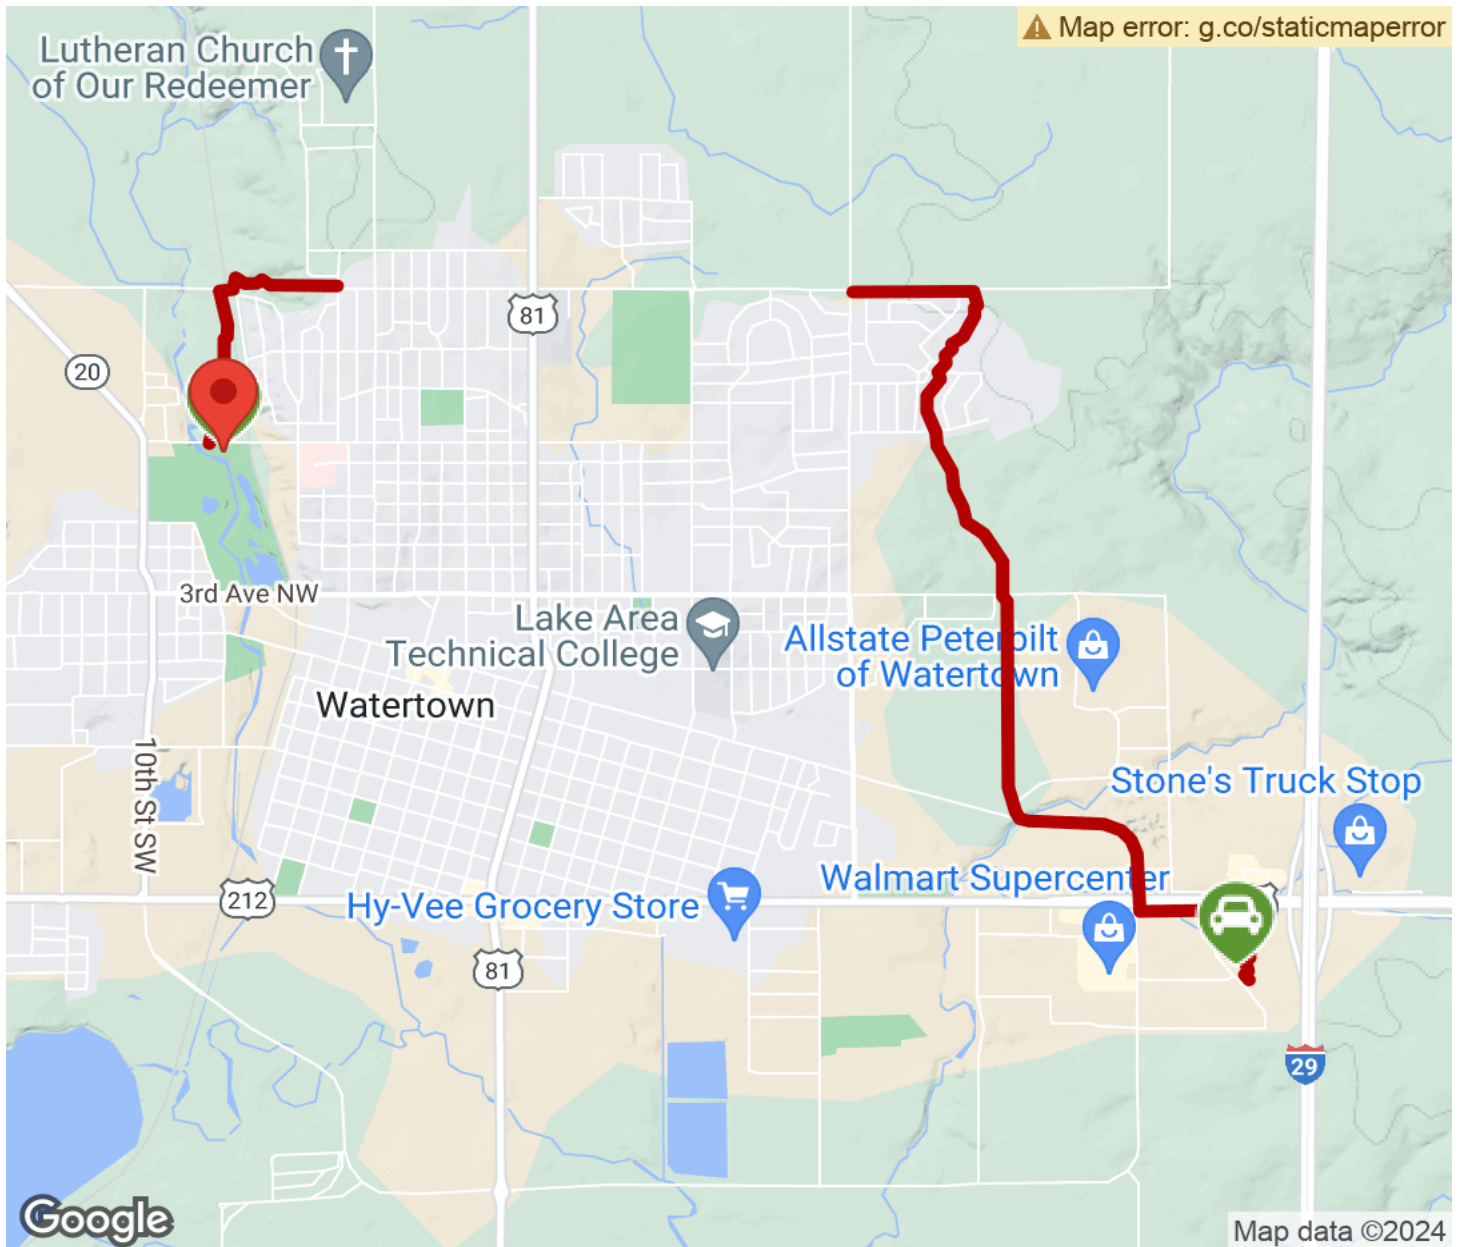 Map error: g.co/staticmaperror
Lutheran Church
of Our Redeemer
81
20
3rd Ave NW
Lake Area
Technical College
Allstate Peterbilt
of Watertown
Watertown
10th St SW
Stone's Truck Stop
Walmart Supercenter
212
Hy-Vee Grocery Store
81
29
Google
Map data ©2024